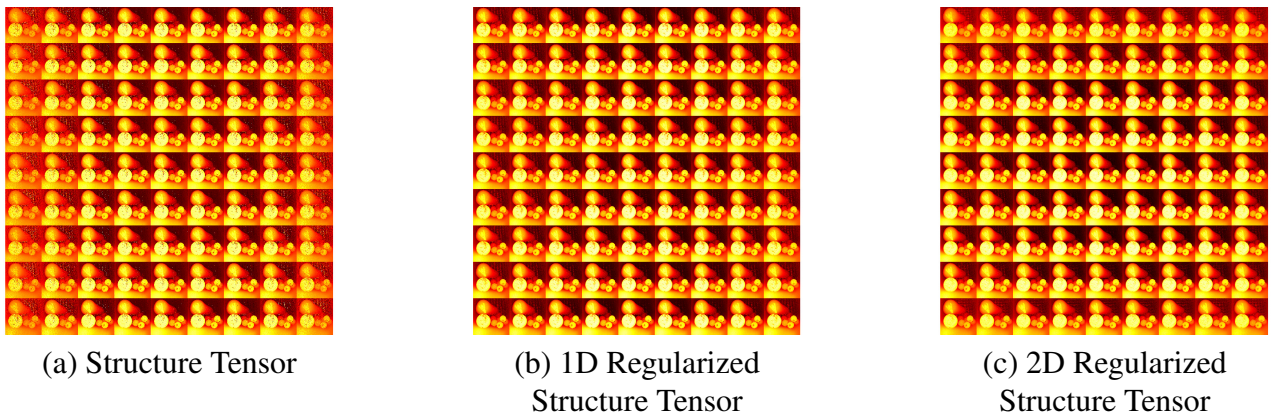 (a) Structure Tensor
(b) 1D Regularized
Structure Tensor
(c) 2D Regularized
Structure Tensor